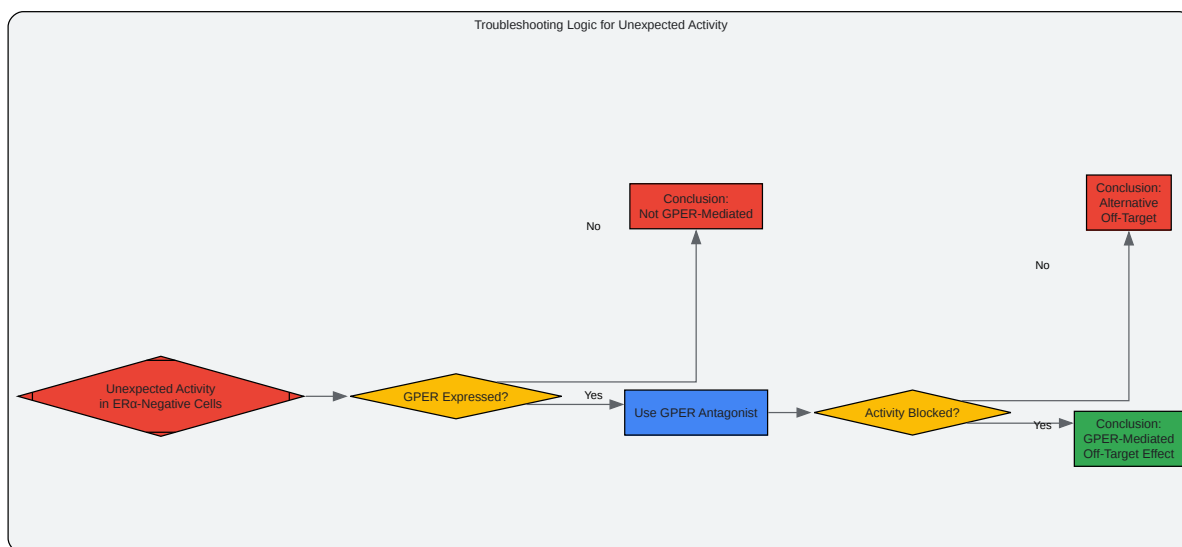 Troubleshooting Logic for Unexpected Activity
Unexpected Activity
in ERα-Negative Cells
GPER Expressed?
No
Conclusion:
Not GPER-Mediated
Yes
Use GPER Antagonist
Activity Blocked?
No
Conclusion:
Alternative
Off-Target
Yes
Conclusion:
GPER-Mediated
Off-Target Effect